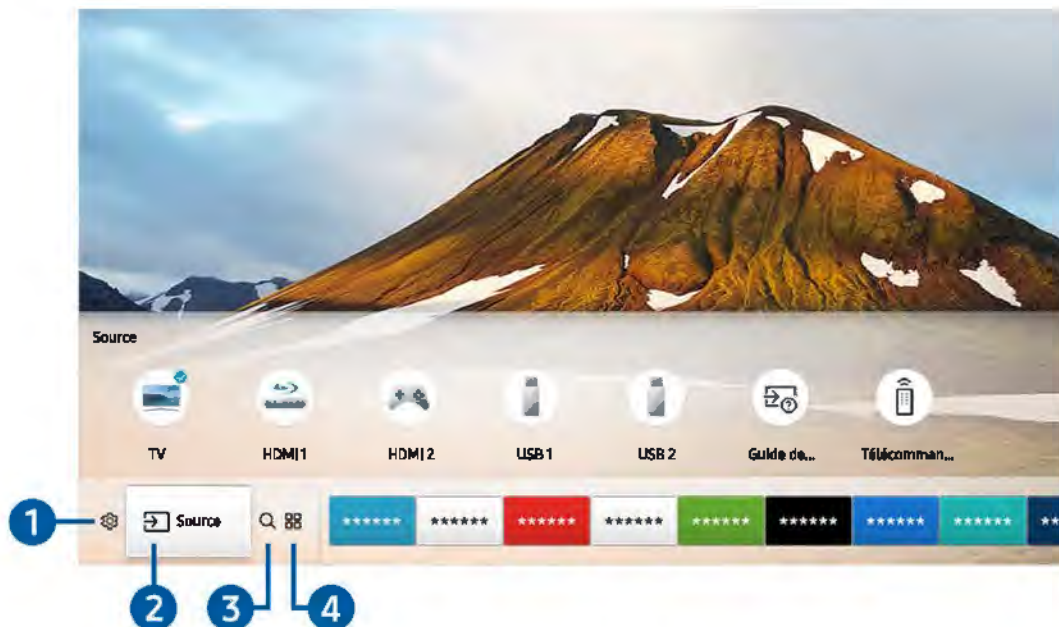 Source
TV
HDMI 1
HDMI 2
USB 1
USB 2
Guide de...
Télécomman...
1
Source
****** ****** ****** ****** ****** ****** ****** ****** **
2
3
4